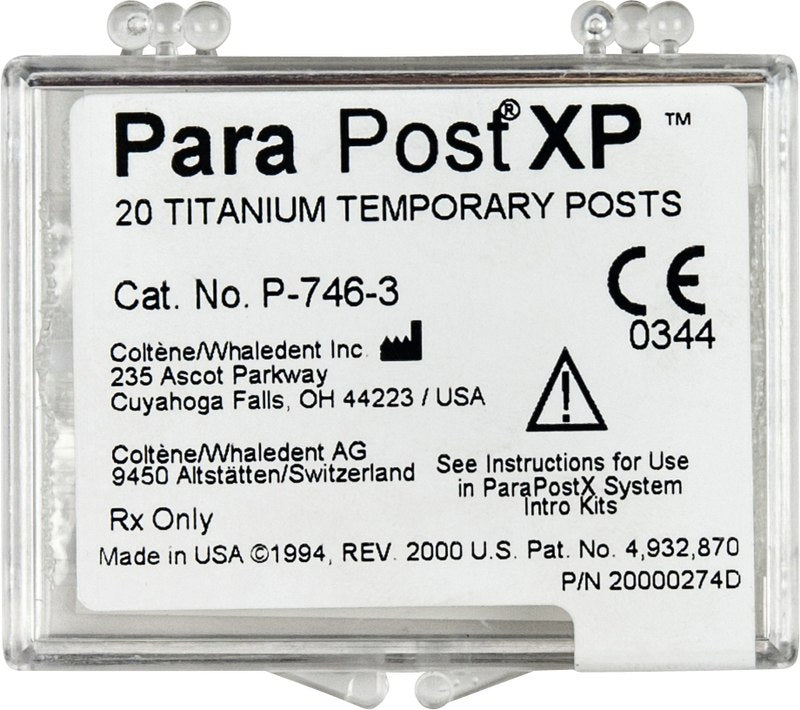 Para Post® XP ™
20 TITANIUM TEMPORARY POSTS
Cat. No. P-746-3
CE
0344
Coltène/Whaledent Inc.
235 Ascot Parkway
Cuyahoga Falls, OH 44223 / USA
Coltène/Whaledent AG
9450 Altstätten/Switzerland
See Instructions for Use
in ParaPostX System
Intro Kits
!
Rx Only
Made in USA ©1994, REV. 2000 U.S. Pat. No. 4,932,870
P/N 20000274D